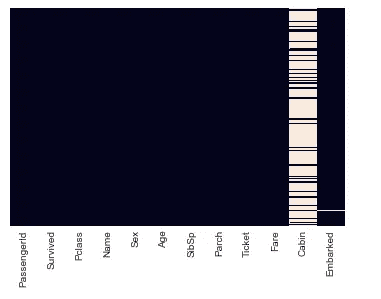 PassengerId
Survived
Pclass
Name
Sex
Age
SibSp
Parch
Ticket
Fare
Cabin
Embarked